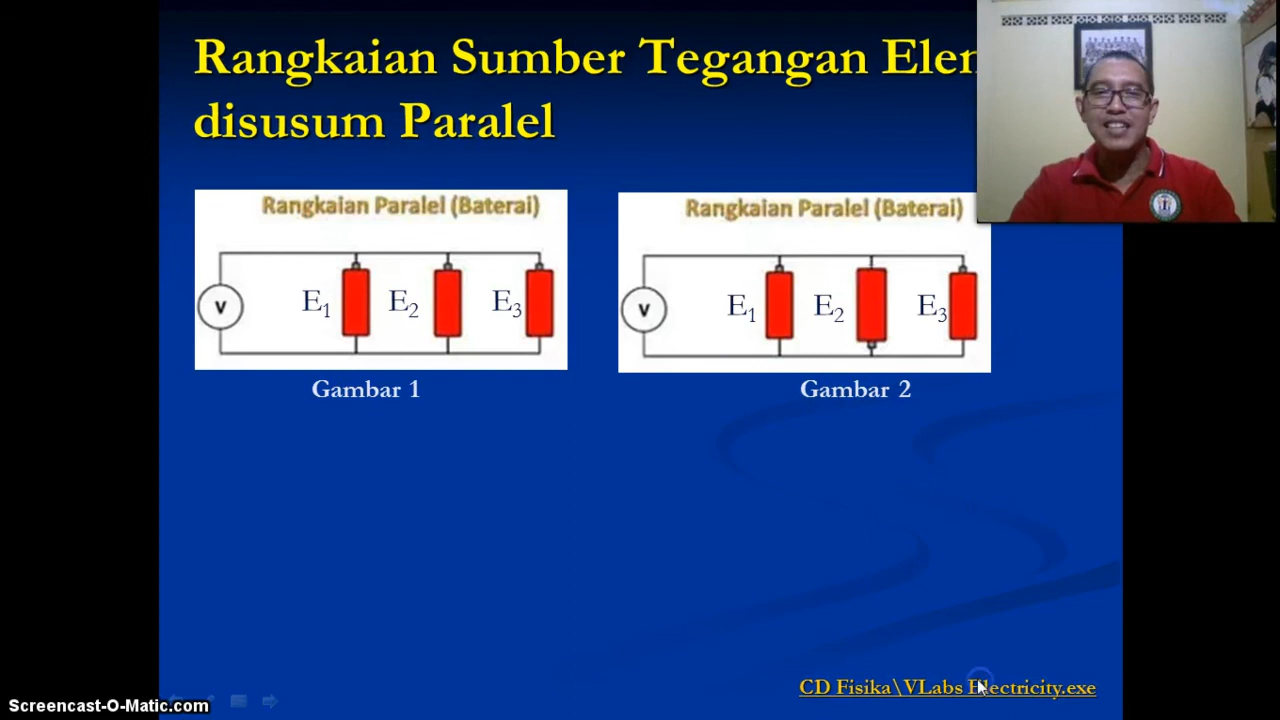 Rangkaian Sumber Tegangan Elem
disusum Paralel
Rangkaian Paralel (Baterai)
V
E1
E2
E3
Gambar 1
Rangkaian Paralel (Baterai)
V
E1
E2
E3
Gambar 2
CD Fisika\VLabs Electricity.exe
Screencast-O-Matic.com